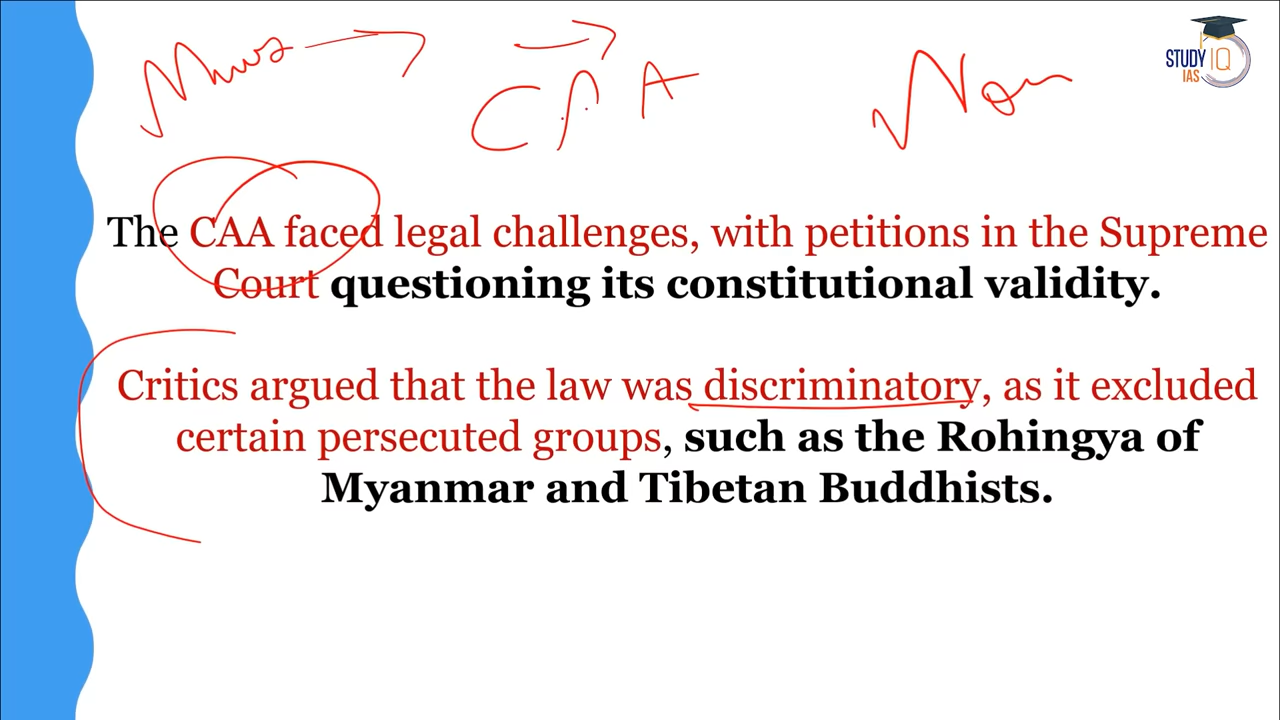 STUDY IQ
IAS
CAA
The CAA faced legal challenges, with petitions in the Supreme
Court questioning its constitutional validity.
Critics argued that the law was discriminatory, as it excluded
certain persecuted groups, such as the Rohingya of
Myanmar and Tibetan Buddhists.